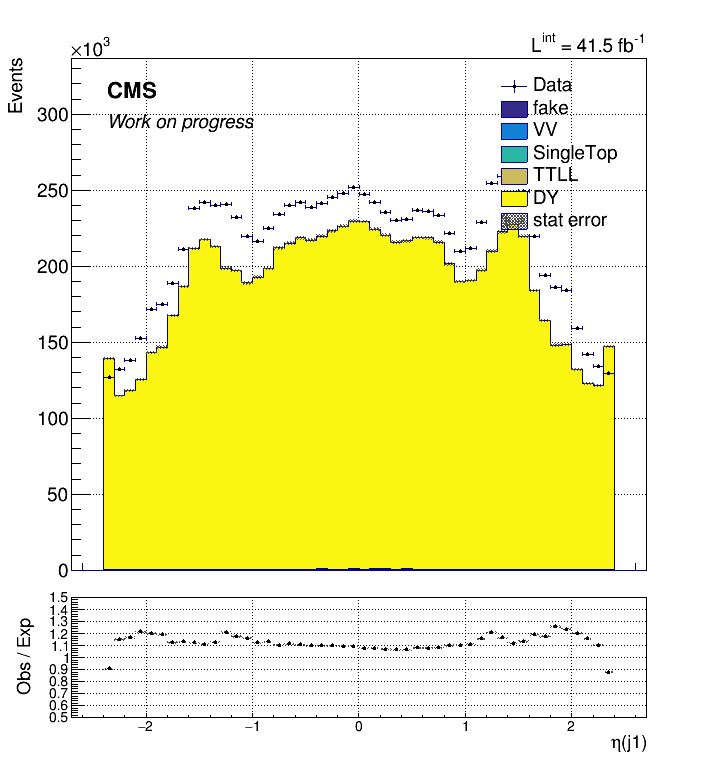 ×10³
L^int = 41.5 fb⁻¹
Events
CMS
Work on progress
Data
fake
VV
SingleTop
TTLL
DY
stat error
300
250
200
150
100
50
0
Obs / Exp
1.5
1.4
1.3
1.2
1.1
1
0.9
0.8
0.7
0.6
0.5
−2
−1
0
1
2
η(j1)